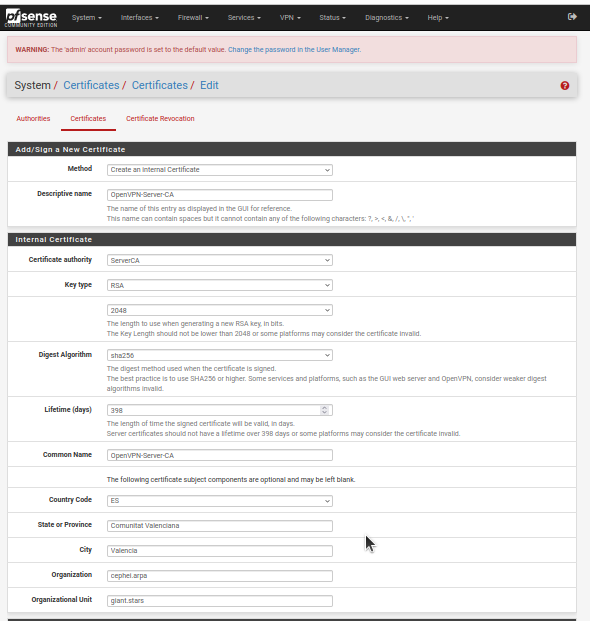 pfsense
COMMUNITY EDITION
System Interfaces Firewall Services VPN Status Diagnostics Help
WARNING: The 'admin' account password is set to the default value. Change the password in the User Manager.
System / Certificates / Certificates / Edit
?
Authorities Certificates Certificate Revocation
Add/Sign a New Certificate
Method Create an internal Certificate
Descriptive name OpenVPN-Server-CA
The name of this entry as displayed in the GUI for reference.
This name can contain spaces but it cannot contain any of the following characters: ?, >, <, &, /, \, ", '
Internal Certificate
Certificate authority ServerCA
Key type RSA
2048
The length to use when generating a new RSA key, in bits.
The Key Length should not be lower than 2048 or some platforms may consider the certificate invalid.
Digest Algorithm sha256
The digest method used when the certificate is signed.
The best practice is to use SHA256 or higher. Some services and platforms, such as the GUI web server and OpenVPN, consider weaker digest
algorithms invalid.
Lifetime (days) 398
The length of time the signed certificate will be valid, in days.
Server certificates should not have a lifetime over 398 days or some platforms may consider the certificate invalid.
Common Name OpenVPN-Server-CA
The following certificate subject components are optional and may be left blank.
Country Code ES
State or Province Comunitat Valenciana
City Valencia
Organization cephei.arpa
Organizational Unit giant.stars